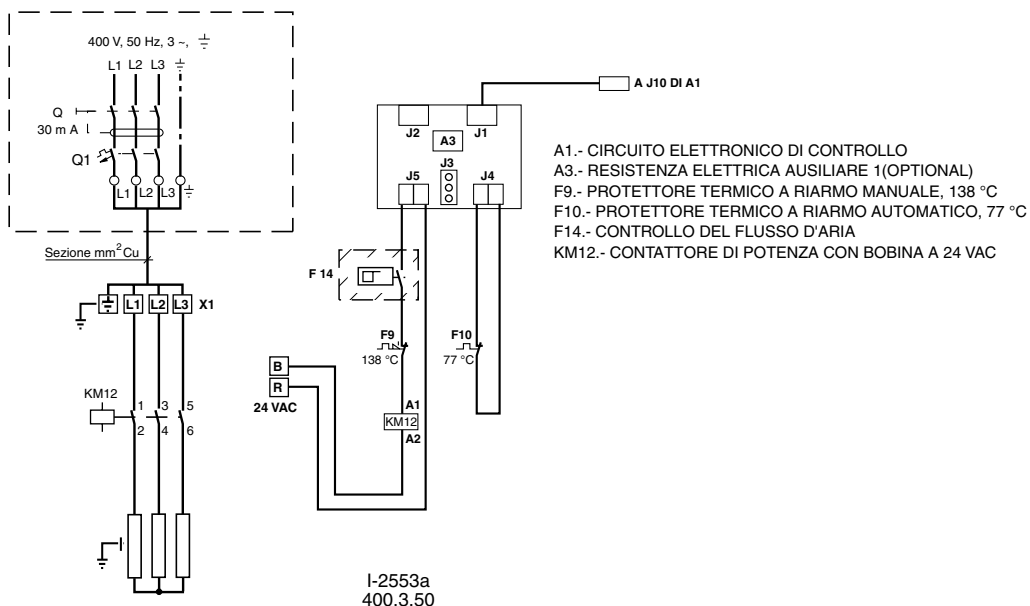 400 V, 50 Hz, 3 ~,
L1 L2 L3
Q
30 m A
Q1
L1 L2 L3
Sezione mm² Cu
L1 L2 L3 X1
KM12
1 3 5
2 4 6
A J10 DI A1
J2 J1
A3
J3
J5 J4
F 14
F9
138 °C
F10
77 °C
B
R
24 VAC
A1
KM12
A2
A1.- CIRCUITO ELETTRONICO DI CONTROLLO
A3.- RESISTENZA ELETTRICA AUSILIARE 1(OPTIONAL)
F9.- PROTETTORE TERMICO A RIARMO MANUALE, 138 °C
F10.- PROTETTORE TERMICO A RIARMO AUTOMATICO, 77 °C
F14.- CONTROLLO DEL FLUSSO D'ARIA
KM12.- CONTATTORE DI POTENZA CON BOBINA A 24 VAC
I-2553a
400.3.50